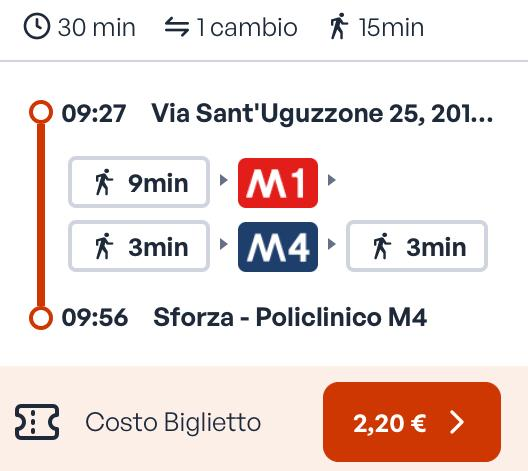 30 min 1 cambio 15min
09:27 Via Sant'Uguzzone 25, 201...
9min M1
3min M4 3min
09:56 Sforza - Policlinico M4
Costo Biglietto 2,20 €